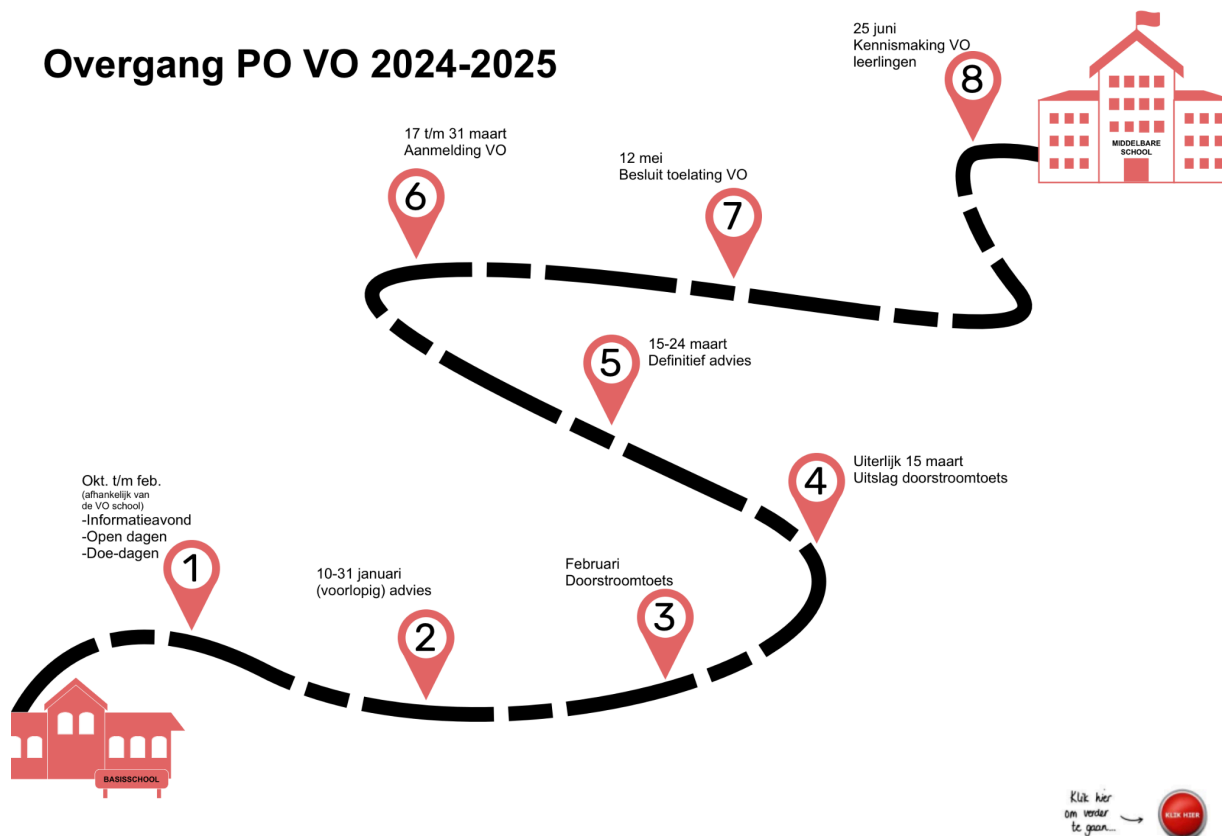 Overgang PO VO 2024-2025
Okt. t/m feb.
(afhankelijk van
de VO school)
-Informatieavond
-Open dagen
-Doe-dagen
1
10-31 januari
(voorlopig) advies
2
Februari
Doorstroomtoets
3
Uiterlijk 15 maart
Uitslag doorstroomtoets
4
15-24 maart
Definitief advies
5
17 t/m 31 maart
Aanmelding VO
6
12 mei
Besluit toelating VO
7
25 juni
Kennismaking VO
leerlingen
8
MIDDELBARE
SCHOOL
BASISSCHOOL
Klik hier
om verder
te gaan...
KLIK HIER